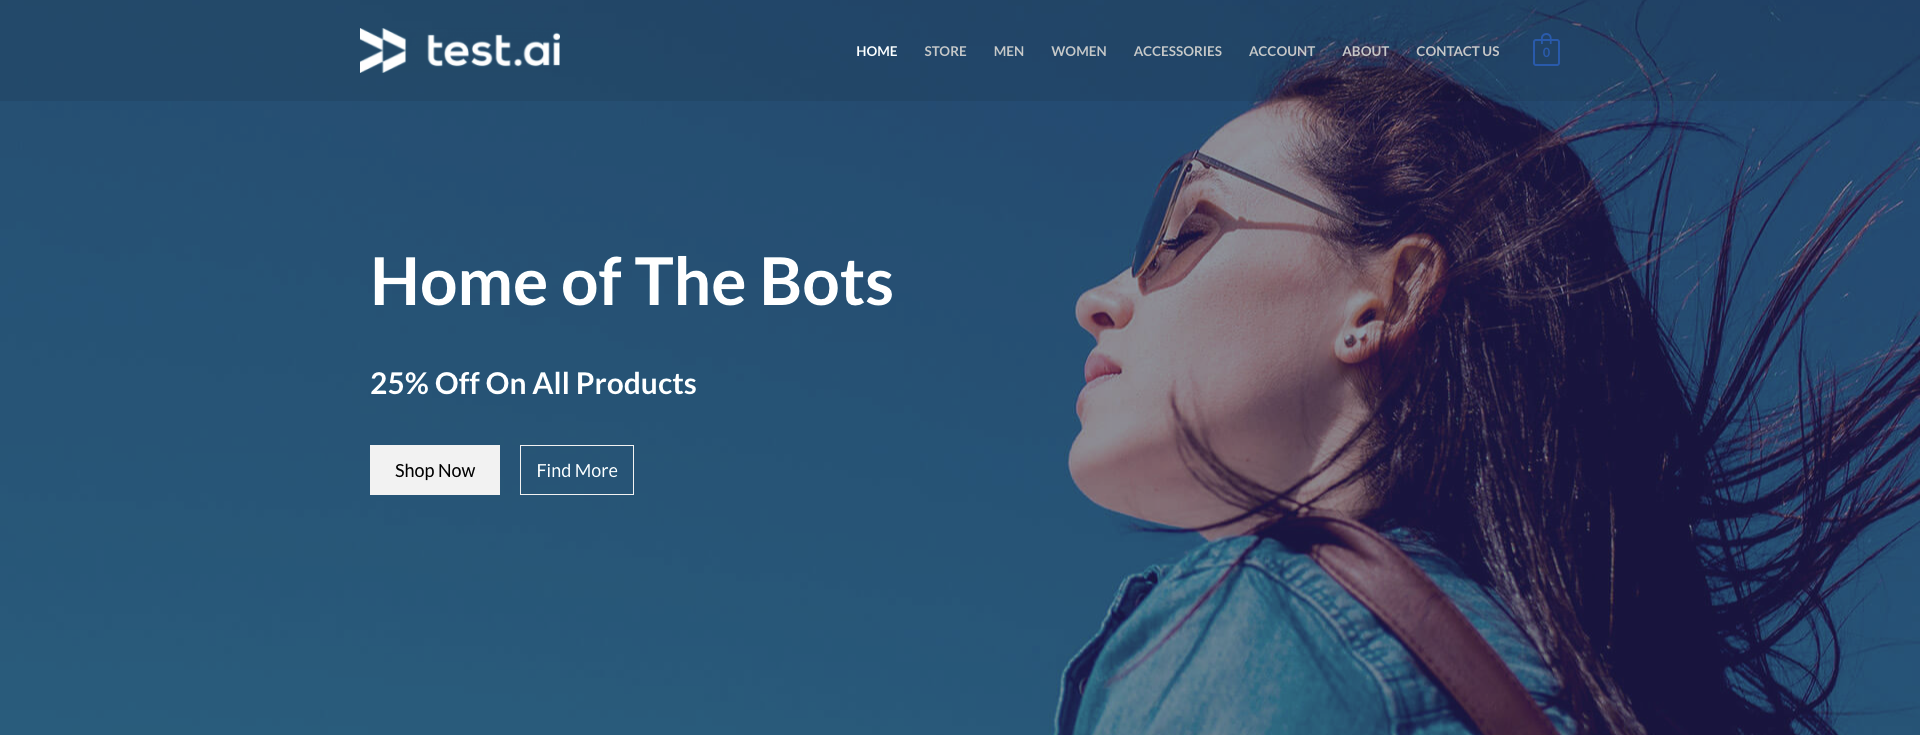 test.ai
HOME STORE MEN WOMEN ACCESSORIES ACCOUNT ABOUT CONTACT US 0
Home of The Bots
25% Off On All Products
Shop Now Find More